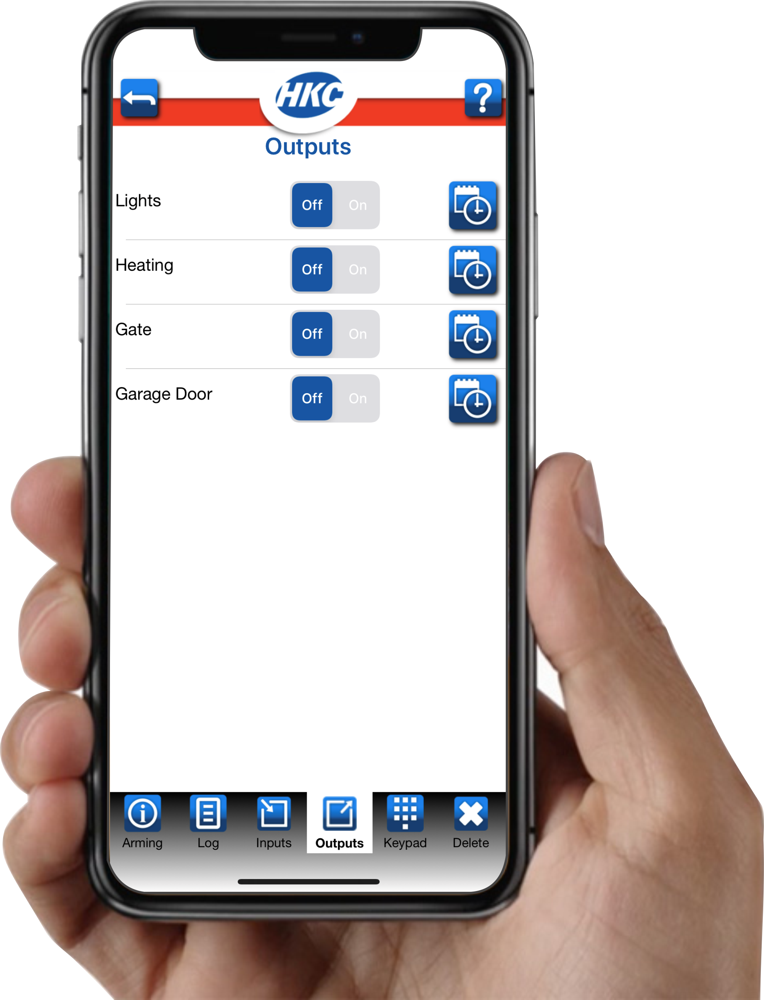 HKC
?
Outputs
Lights Off On
Heating Off On
Gate Off On
Garage Door Off On
Arming Log Inputs Outputs Keypad Delete